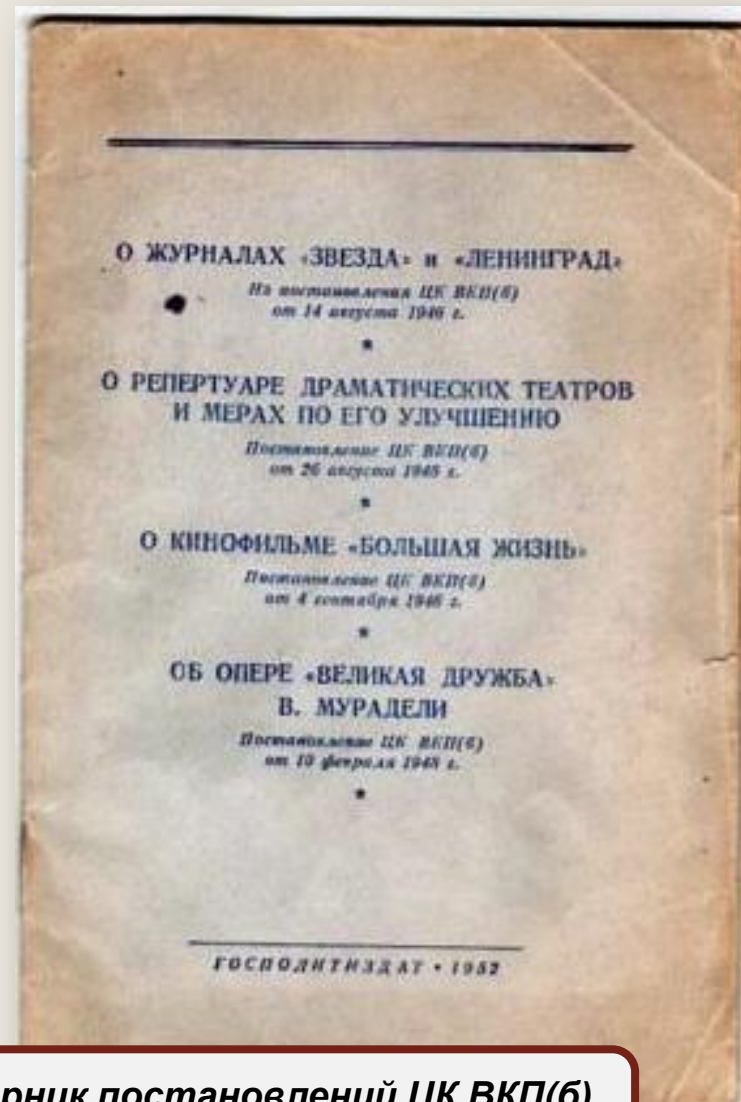 О ЖУРНАЛАХ «ЗВЕЗДА» и «ЛЕНИНГРАД»
Из постановления ЦК ВКП(б)
от 14 августа 1946 г.
О РЕПЕРТУАРЕ ДРАМАТИЧЕСКИХ ТЕАТРОВ
И МЕРАХ ПО ЕГО УЛУЧШЕНИЮ
Постановление ЦК ВКП(б)
от 26 августа 1946 г.
О КИНОФИЛЬМЕ «БОЛЬШАЯ ЖИЗНЬ»
Постановление ЦК ВКП(б)
от 4 сентября 1946 г.
ОБ ОПЕРЕ «ВЕЛИКАЯ ДРУЖБА»
В. МУРАДЕЛИ
Постановление ЦК ВКП(б)
от 10 февраля 1948 г.
ГОСПОЛИТИЗДАТ • 1952
постановлений ЦК ВКП(б)